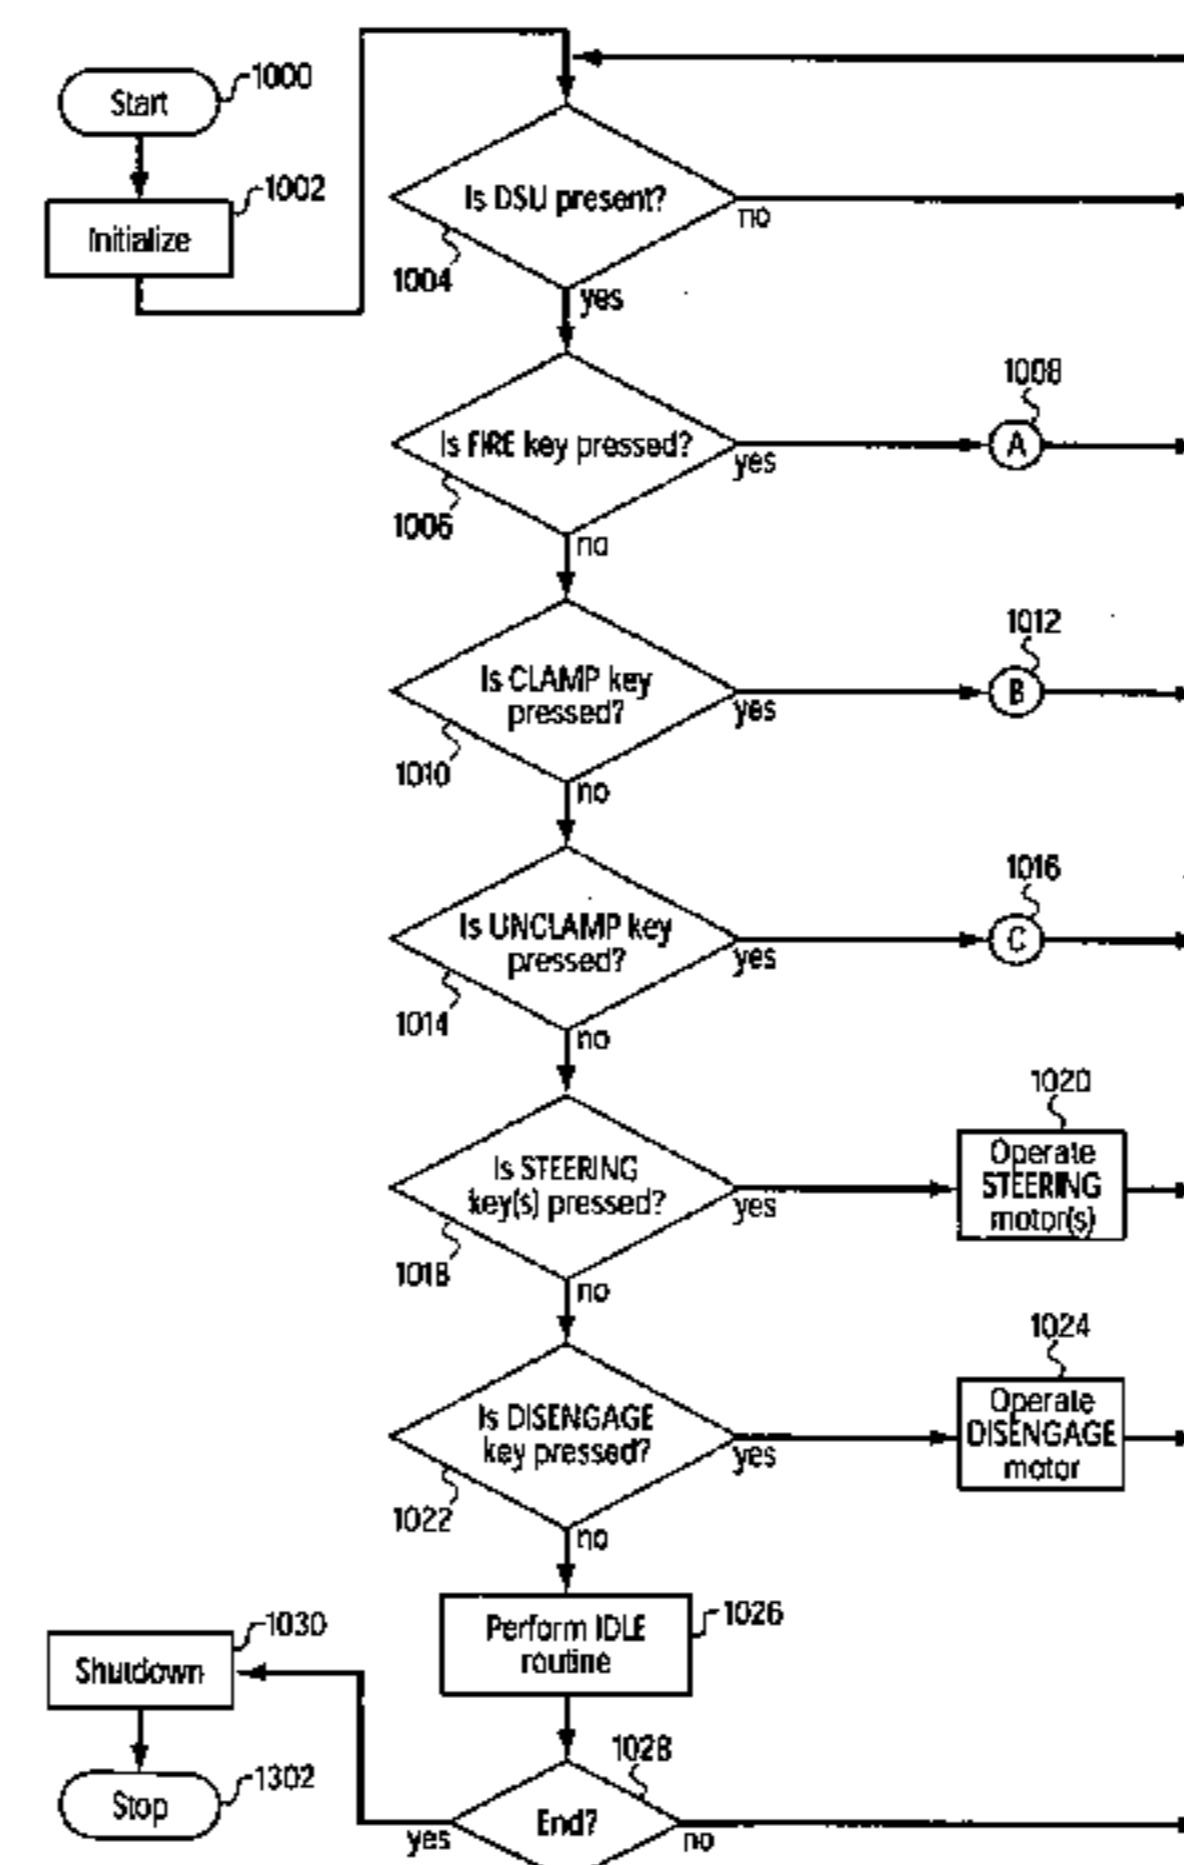 Start
1000
Initialize
1002
Is DSU present?
no
1004
yes
Is FIRE key pressed?
yes
1006
no
1008
A
Is CLAMP key
pressed?
yes
1010
no
1012
B
Is UNCLAMP key
pressed?
yes
1014
no
1016
C
Is STEERING
key(s) pressed?
yes
1018
no
1020
Operate
STEERING
motor(s)
Is DISENGAGE
key pressed?
yes
1022
no
1024
Operate
DISENGAGE
motor
Perform IDLE
routine
1026
1028
End?
yes
no
Shutdown
1030
Stop
1302